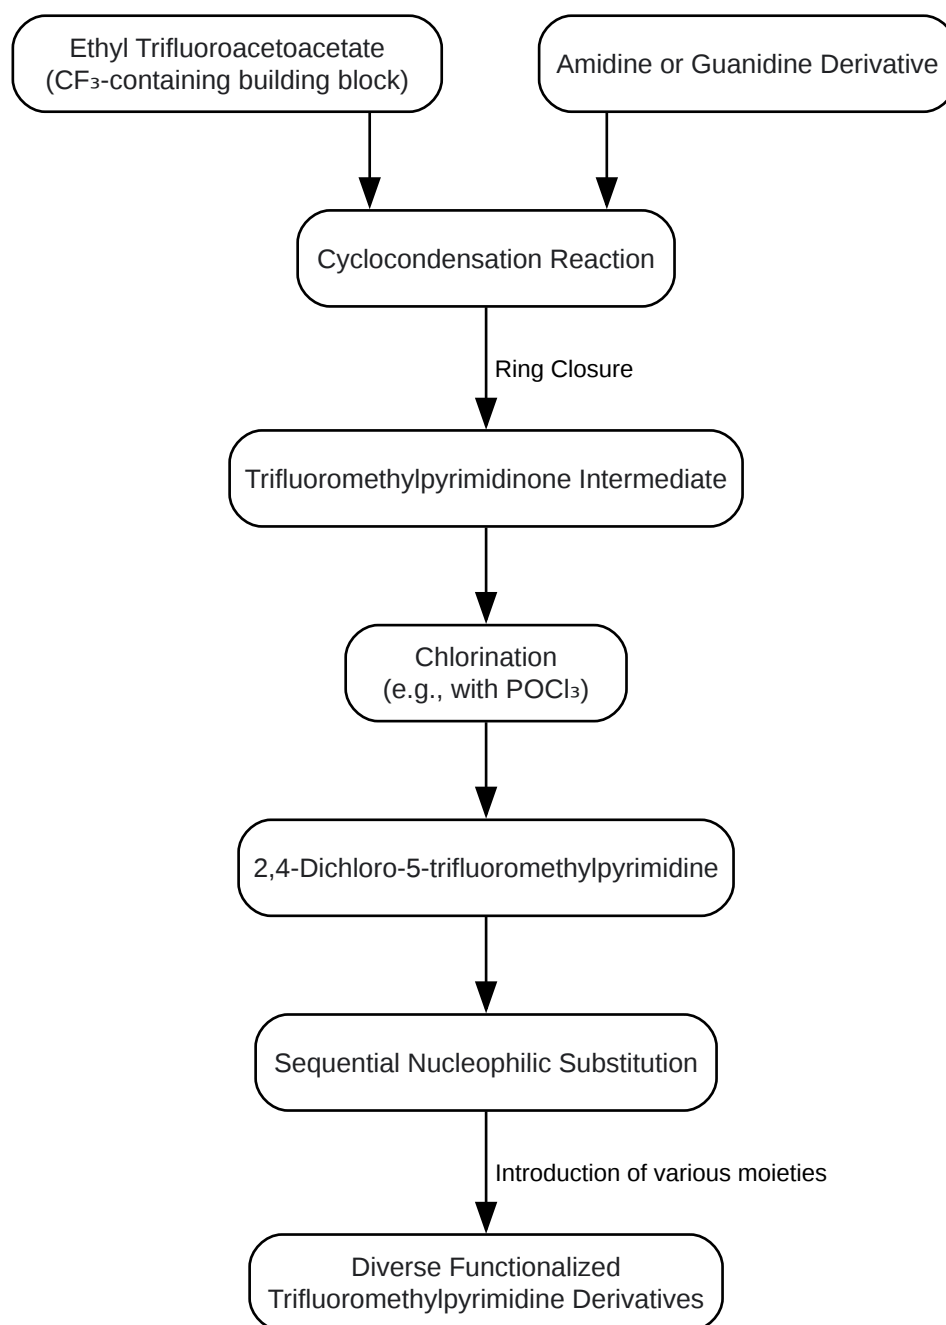 Ethyl Trifluoroacetoacetate
(CF₃-containing building block)
Amidine or Guanidine Derivative
Cyclocondensation Reaction
Ring Closure
Trifluoromethylpyrimidinone Intermediate
Chlorination
(e.g., with POCl₃)
2,4-Dichloro-5-trifluoromethylpyrimidine
Sequential Nucleophilic Substitution
Introduction of various moieties
Diverse Functionalized
Trifluoromethylpyrimidine Derivatives